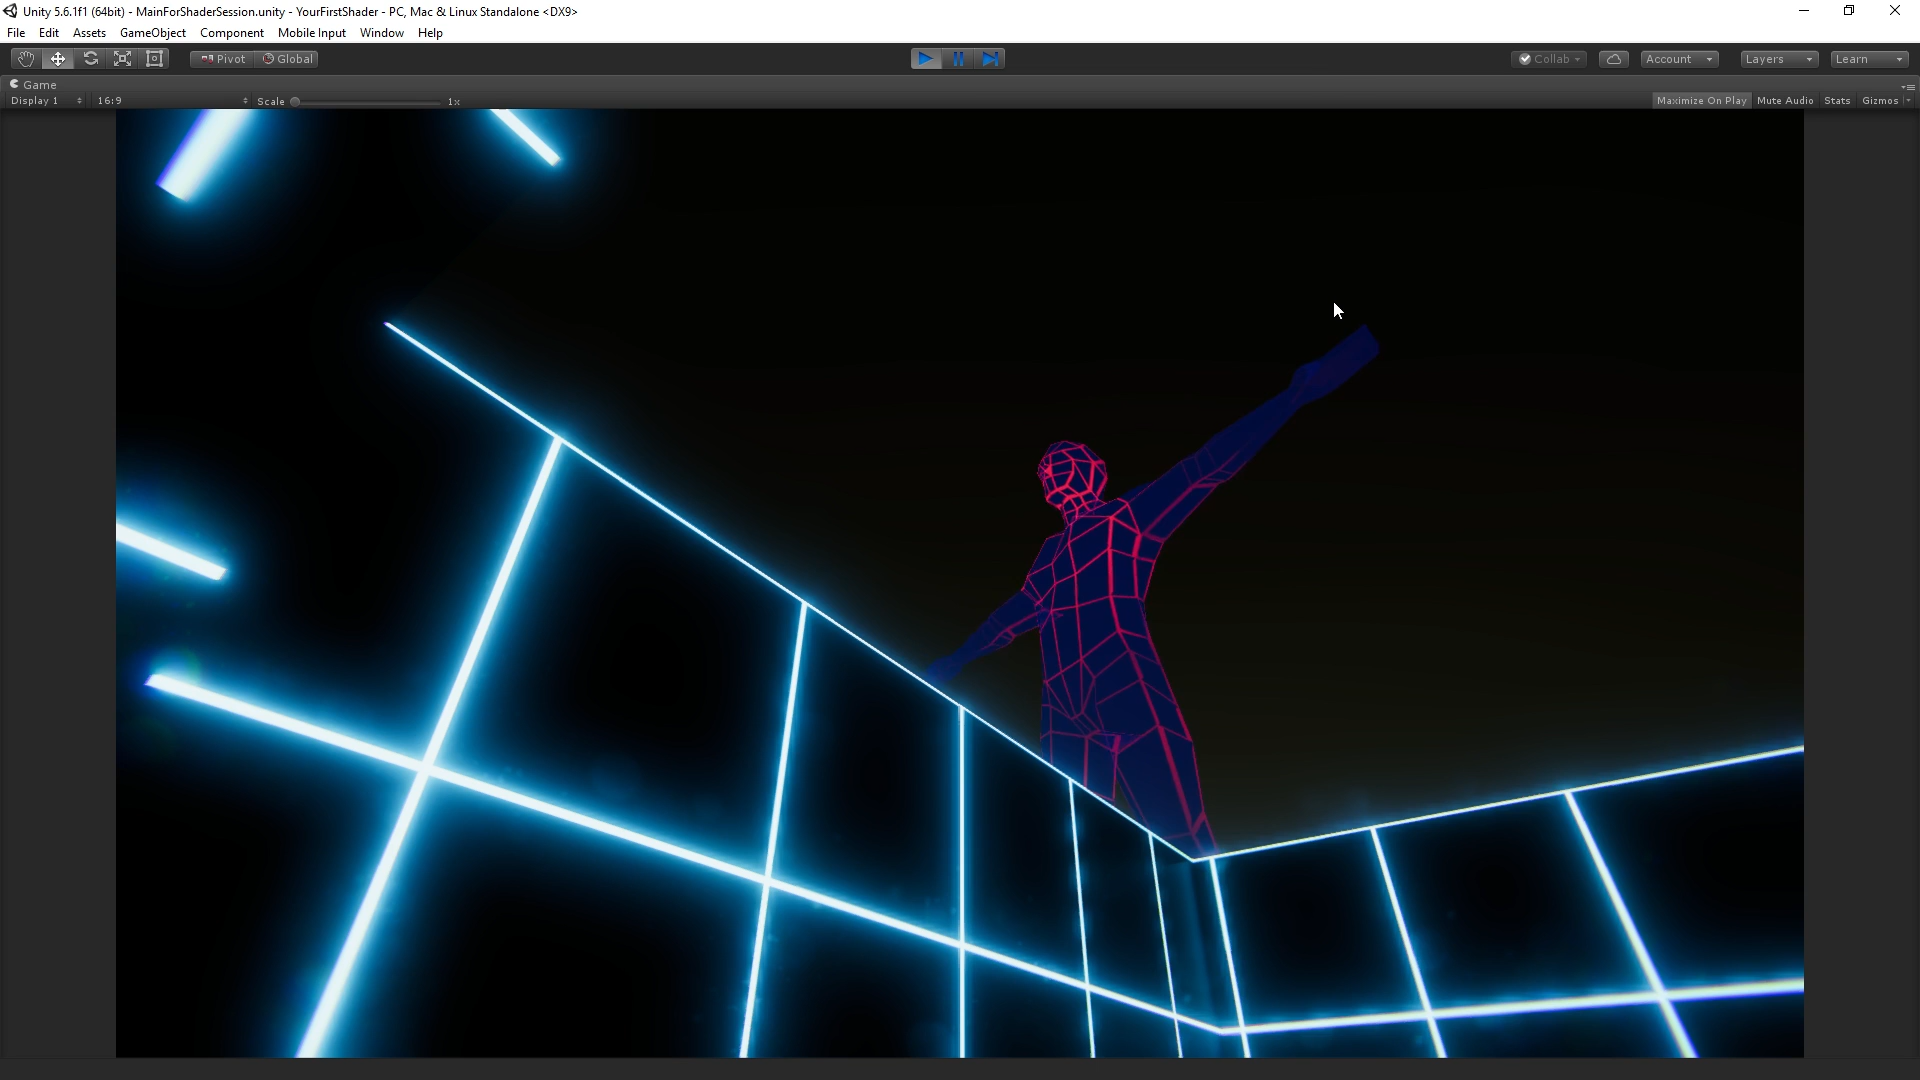 Unity 5.6.1f1 (64bit) - MainForShaderSession.unity - YourFirstShader - PC, Mac & Linux Standalone <DX9>
File Edit Assets GameObject Component Mobile Input Window Help
Pivot Global Collab Account Layers Learn
Game
Display 1 16:9 Scale 1x Maximize On Play Mute Audio Stats Gizmos